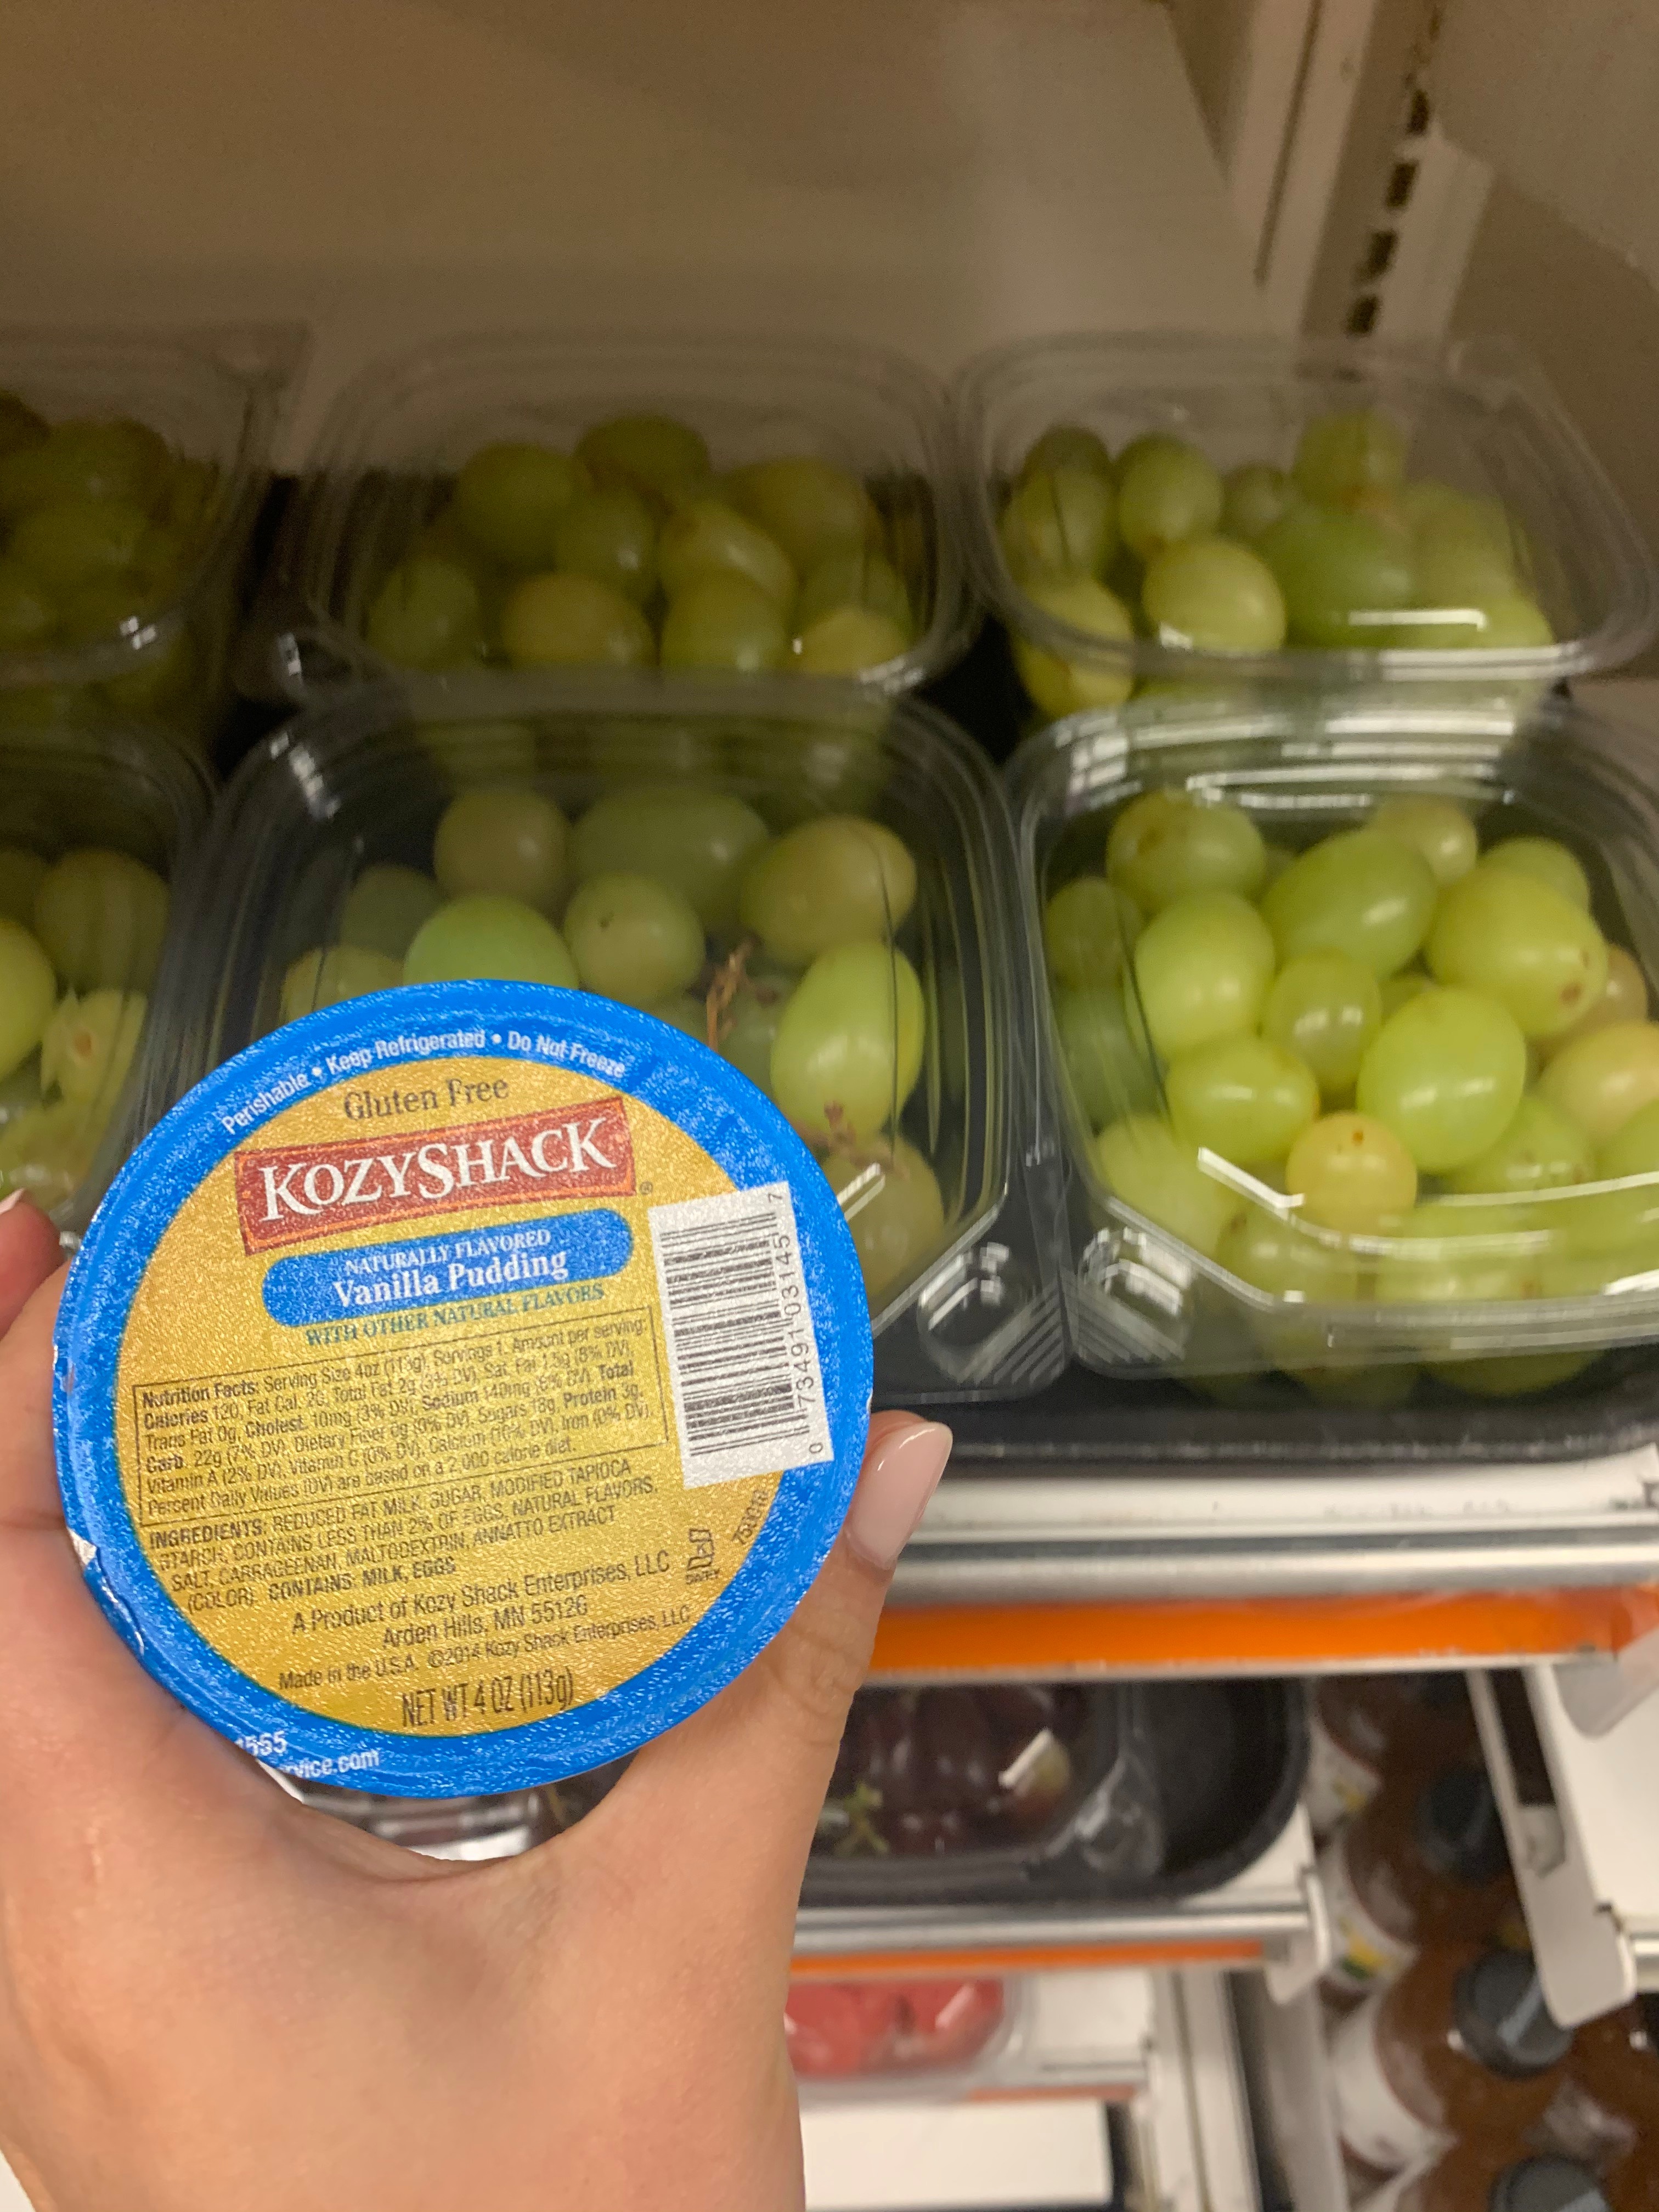 Perishable • Keep Refrigerated • Do Not Freeze
Gluten Free
KOZYSHACK®
NATURALLY FLAVORED
Vanilla Pudding
WITH OTHER NATURAL FLAVORS
Nutrition Facts: Serving Size 4oz (113g), Servings 1. Amount per serving:
Calories 120, Fat Cal. 20, Total Fat 2g (3% DV), Sat. Fat 1.5g (8% DV),
Trans Fat 0g, Cholest. 10mg (3% DV), Sodium 140mg (6% DV), Total
Carb. 22g (7% DV), Dietary Fiber 0g (0% DV), Sugars 18g, Protein 3g,
Vitamin A (2% DV), Vitamin C (0% DV), Calcium (10% DV), Iron (0% DV).
Percent Daily Values (DV) are based on a 2,000 calorie diet.
INGREDIENTS: REDUCED FAT MILK, SUGAR, MODIFIED TAPIOCA
STARCH, CONTAINS LESS THAN 2% OF EGGS, NATURAL FLAVORS,
SALT, CARRAGEENAN, MALTODEXTRIN, ANNATTO EXTRACT
(COLOR). CONTAINS: MILK, EGGS
A Product of Kozy Shack Enterprises, LLC
Arden Hills, MN 55126
Made in the U.S.A. ©2014 Kozy Shack Enterprises, LLC
NET WT 4 OZ (113g)
0 73491 03145 7
DAIRY
1555
vice.com